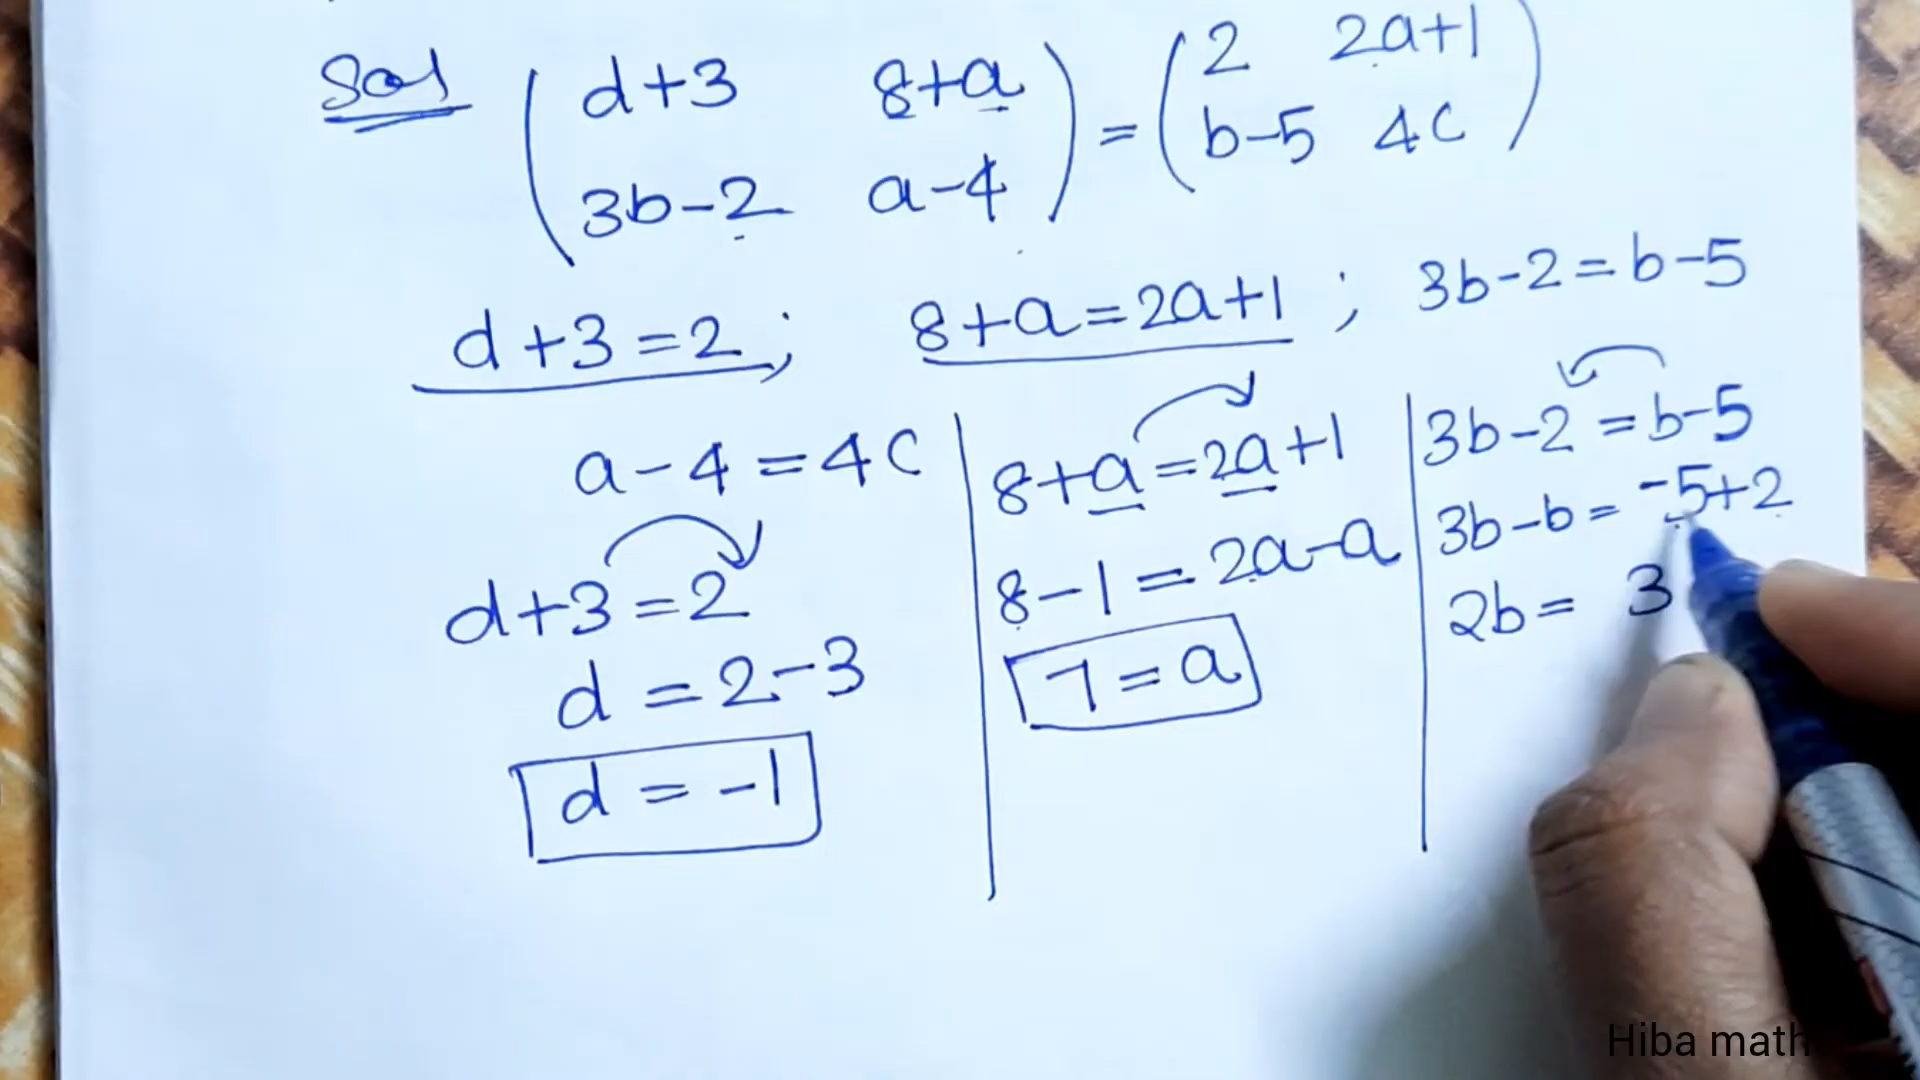 Sol ( d+3 8+a ) = ( 2 2a+1 )
( 3b-2 a-4 ) ( b-5 4c )
d+3=2; 8+a=2a+1 ; 3b-2=b-5
a-4=4c
d+3=2
d=2-3
d=-1
8+a=2a+1
8-1=2a-a
7=a
3b-2=b-5
3b-b=-5+2
2b= 3
Hiba math